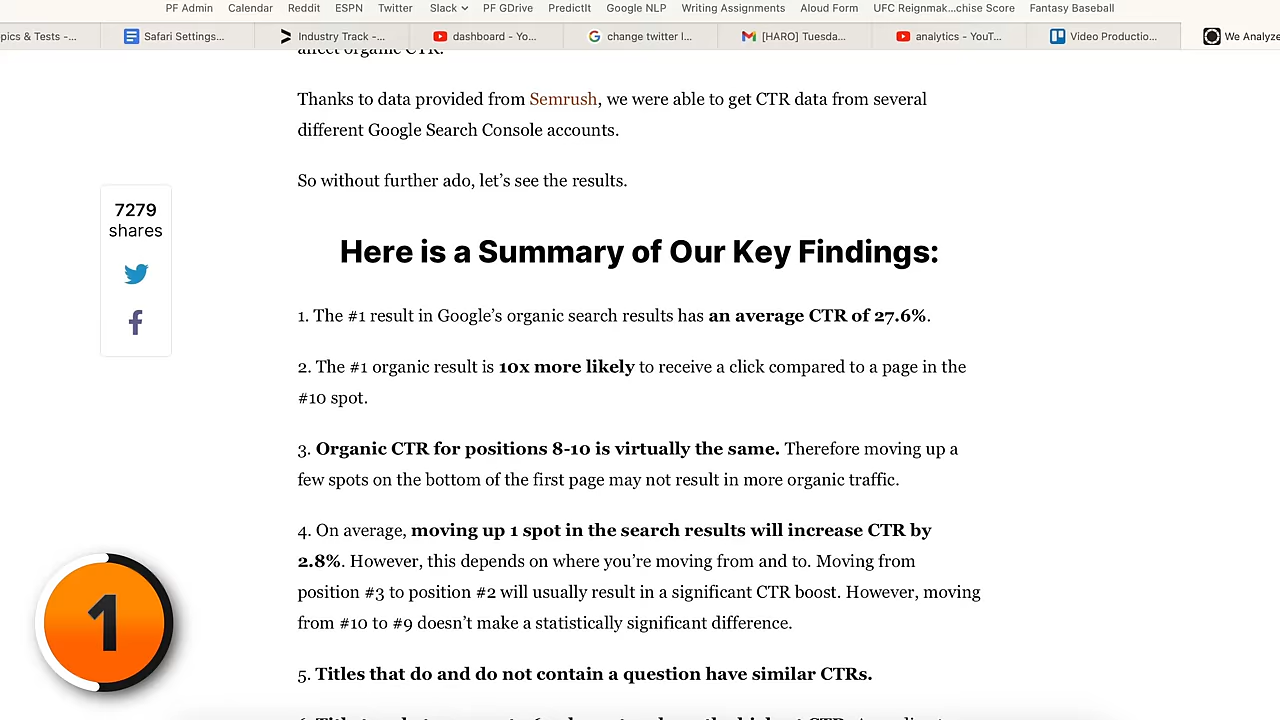 PF Admin Calendar Reddit ESPN Twitter Slack PF GDrive PredictIt Google NLP Writing Assignments Aloud Form UFC Reignmak...chise Score Fantasy Baseball
pics & Tests -... Safari Settings... Industry Track -... dashboard - Yo... change twitter l... [HARO] Tuesda... analytics - YouT... Video Productio... We Analyze
affect organic CTR.
Thanks to data provided from Semrush, we were able to get CTR data from several
different Google Search Console accounts.
So without further ado, let’s see the results.
7279
shares
Here is a Summary of Our Key Findings:
1. The #1 result in Google’s organic search results has an average CTR of 27.6%.
2. The #1 organic result is 10x more likely to receive a click compared to a page in the
#10 spot.
3. Organic CTR for positions 8-10 is virtually the same. Therefore moving up a
few spots on the bottom of the first page may not result in more organic traffic.
4. On average, moving up 1 spot in the search results will increase CTR by
2.8%. However, this depends on where you’re moving from and to. Moving from
position #3 to position #2 will usually result in a significant CTR boost. However, moving
from #10 to #9 doesn’t make a statistically significant difference.
1
5. Titles that do and do not contain a question have similar CTRs.